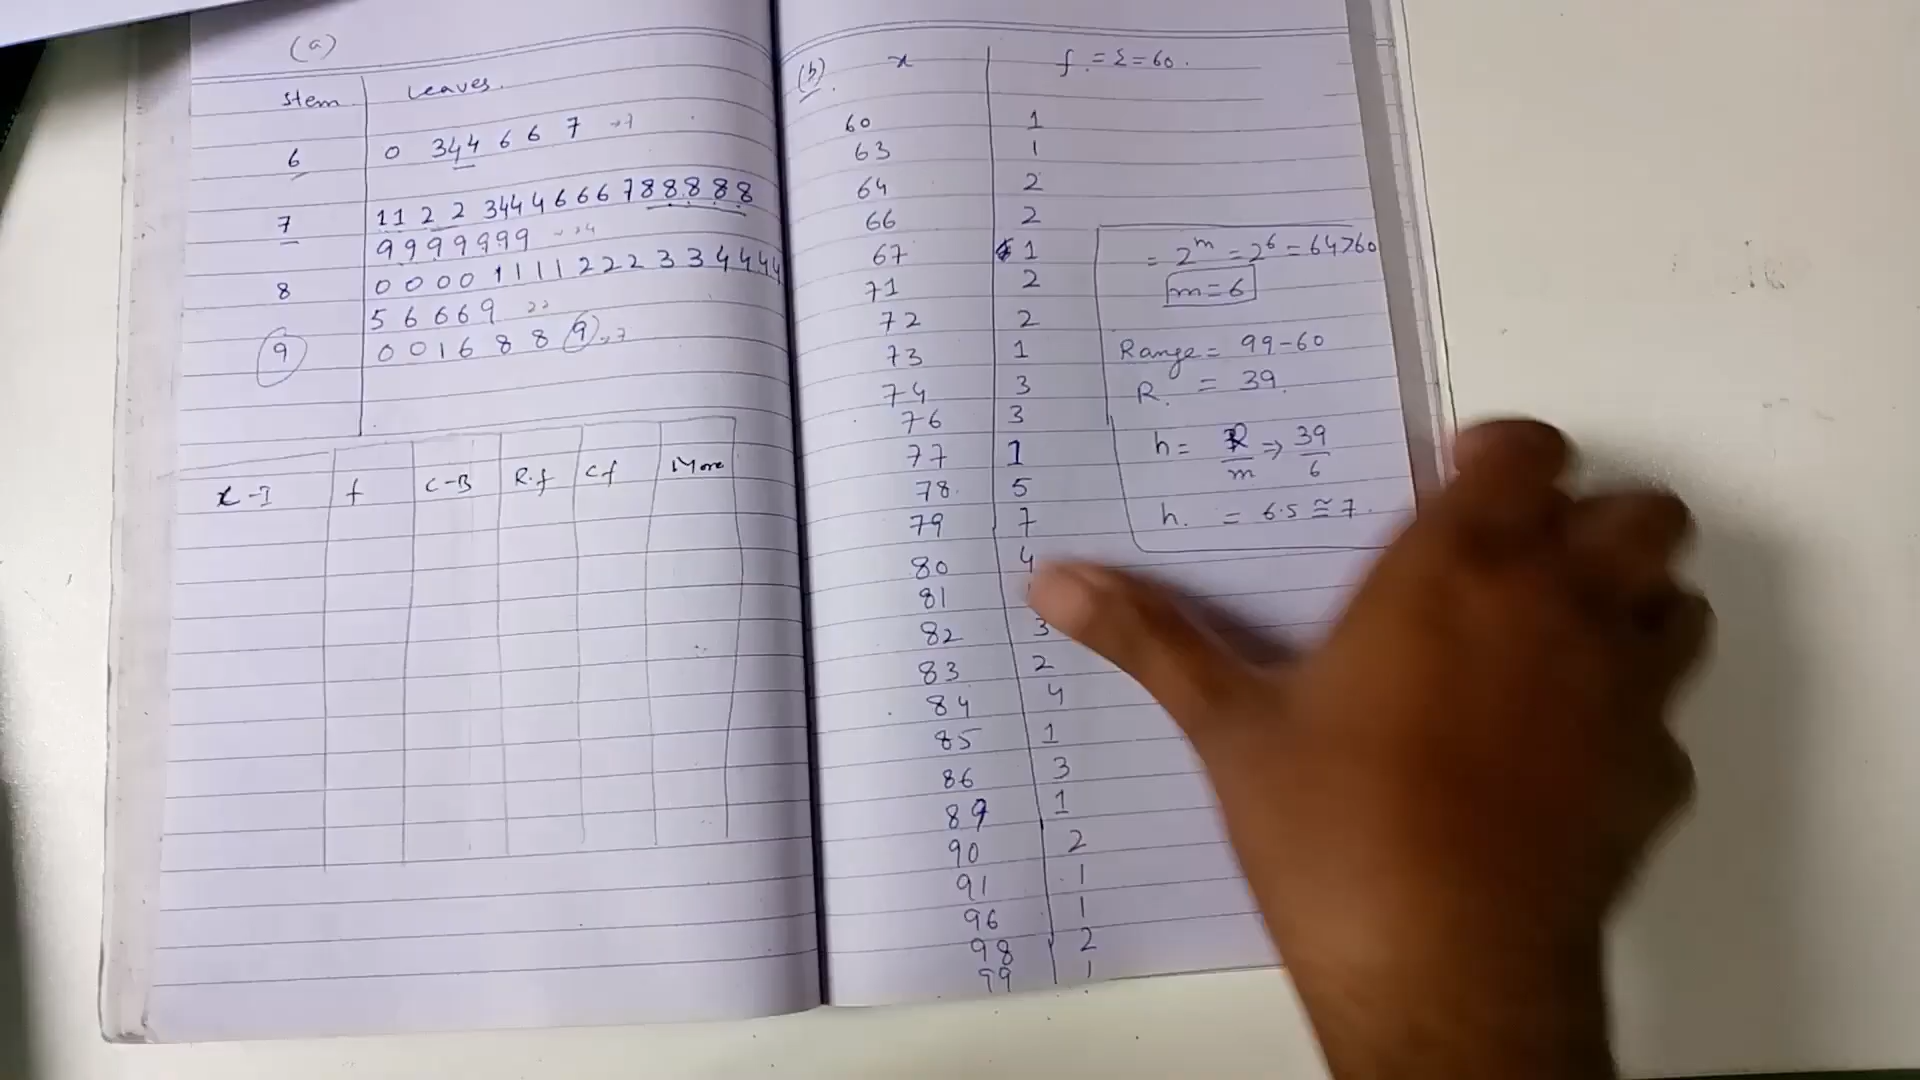 (a)
Stem Leaves.
6 0 3 4 4 6 6 7 → 7
7 1 1 2 2 3 4 4 4 6 6 6 7 8 8 8 8 8
9 9 9 9 9 9 9 → 24
8 0 0 0 0 1 1 1 1 2 2 2 3 3 4 4 4 4
5 6 6 6 9 22
9 0 0 1 6 8 8 9 → 7
x-I f C-B R.f Cf More
(b). x f = Σ = 60.
60 1
63 1
64 2
66 2
67 1
71 2
72 2
73 1
74 3
76 3
77 1
78. 5
79 7
80 4
81
82 3
83 2
84 4
85 1
86 3
89 1
90 2
91 1
96 1
98 2
99 1
= 2^m = 2^6 = 64>60
m=6
Range = 99-60
R. = 39.
h = R/m ⇒ 39/6
h. = 6.5 ≅ 7.